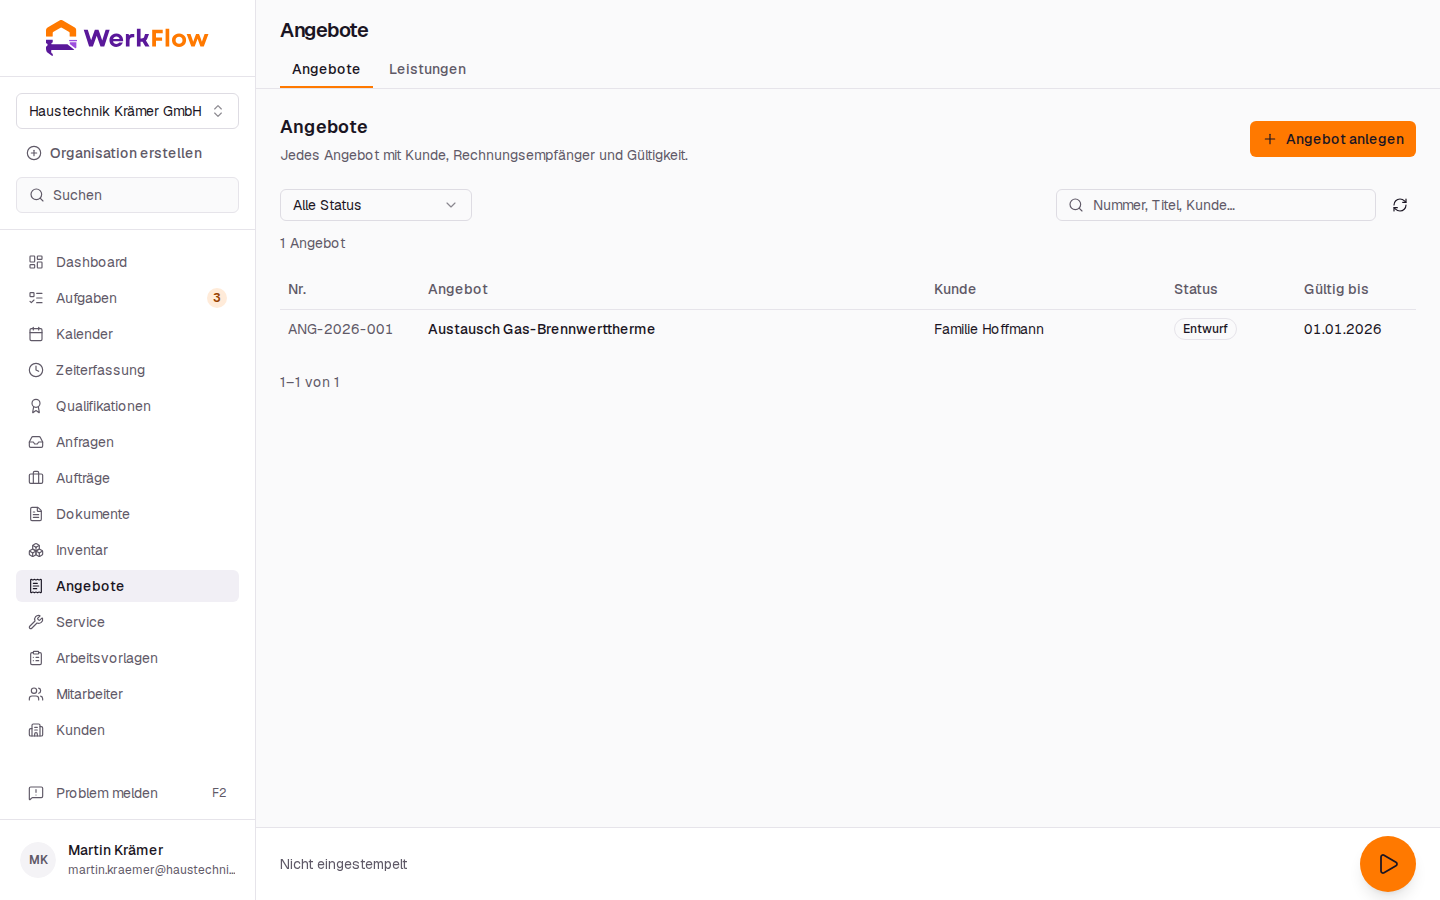 WerkFlow
Haustechnik Krämer GmbH
Organisation erstellen
Suchen
Dashboard
Aufgaben 3
Kalender
Zeiterfassung
Qualifikationen
Anfragen
Aufträge
Dokumente
Inventar
Angebote
Service
Arbeitsvorlagen
Mitarbeiter
Kunden
Problem melden F2
MK
Martin Krämer
martin.kraemer@haustechni...
Angebote
Angebote Leistungen
Angebote
Jedes Angebot mit Kunde, Rechnungsempfänger und Gültigkeit.
Angebot anlegen
Alle Status
Nummer, Titel, Kunde...
1 Angebot
Nr. Angebot Kunde Status Gültig bis
ANG-2026-001 Austausch Gas-Brennwerttherme Familie Hoffmann Entwurf 01.01.2026
1–1 von 1
Nicht eingestempelt